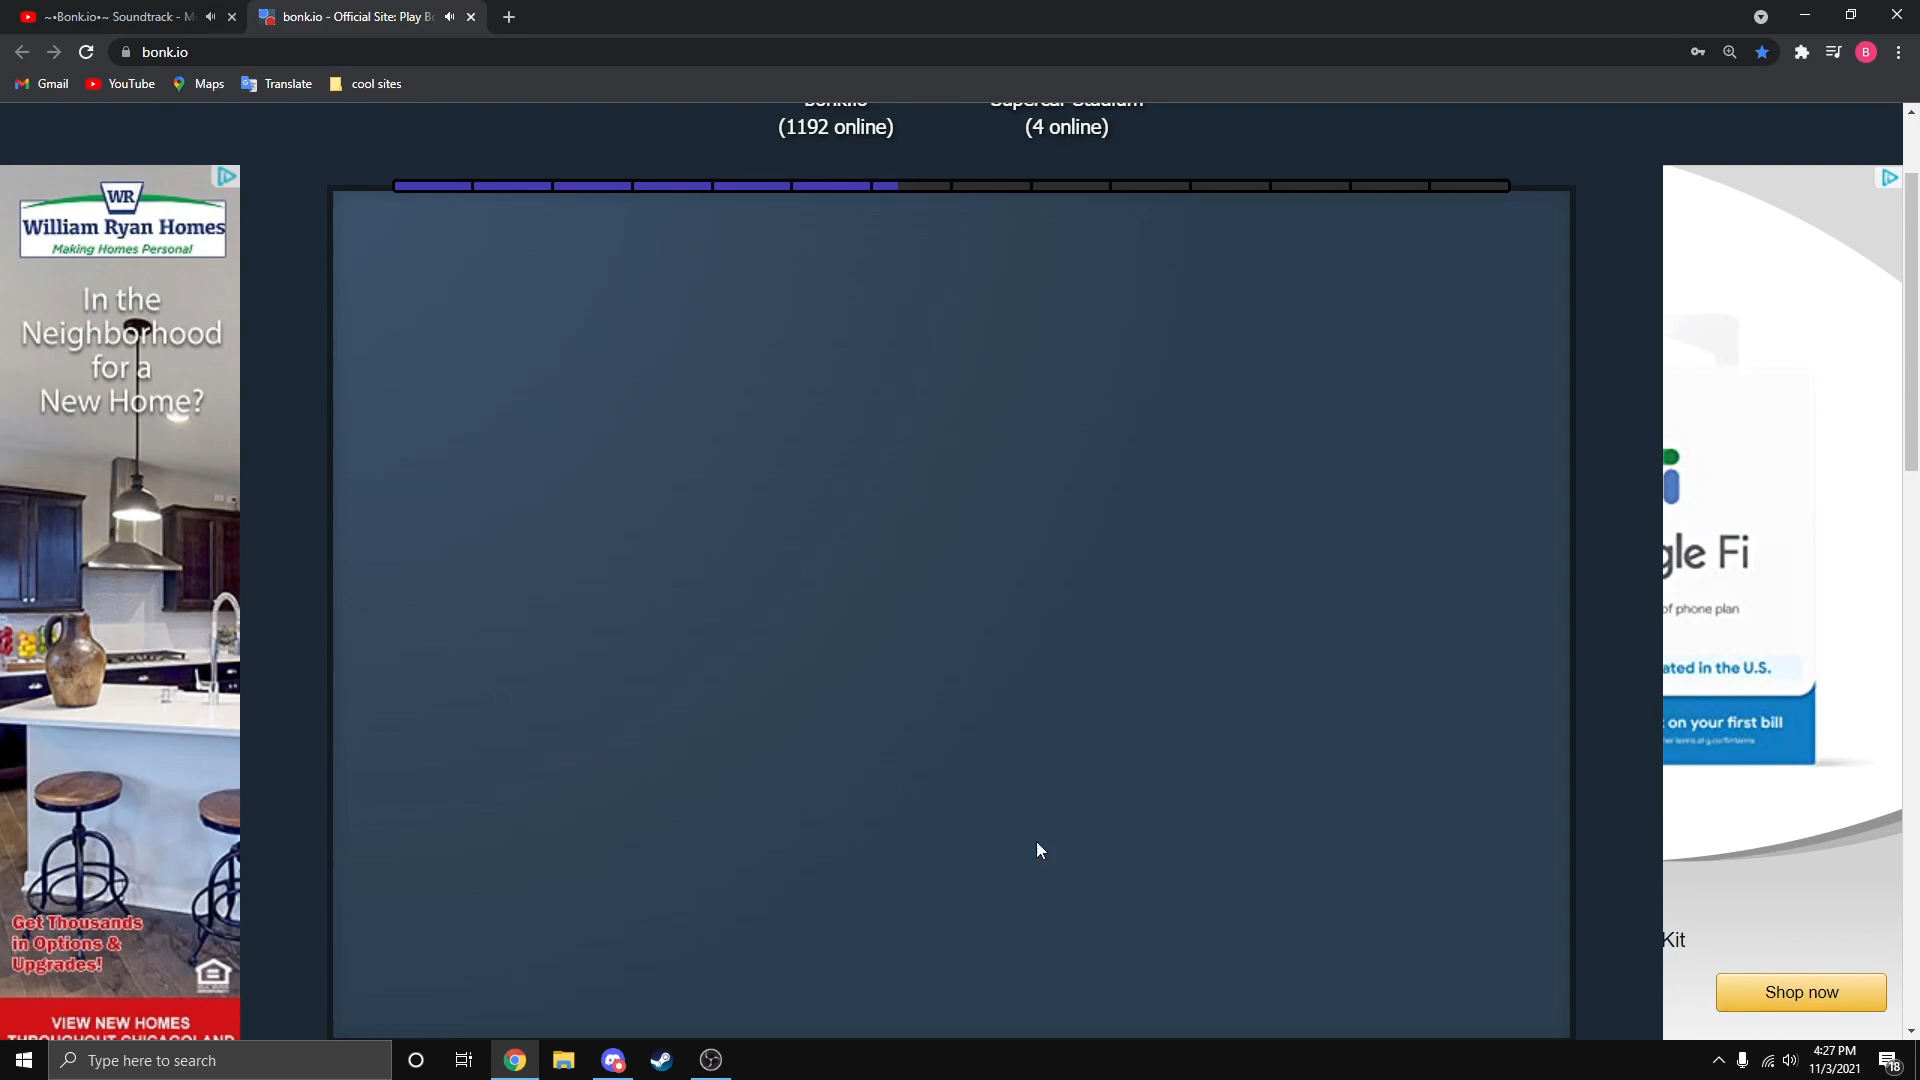 ~•Bonk.io•~ Soundtrack - M
bonk.io - Official Site: Play B
bonk.io
B
Gmail
YouTube
Maps
Translate
cool sites
(1192 online)
(4 online)
WR
William Ryan Homes
Making Homes Personal
In the
Neighborhood
for a
New Home?
Get Thousands
in Options &
Upgrades!
VIEW NEW HOMES
gle Fi
of phone plan
ated in the U.S.
on your first bill
Kit
Shop now
Type here to search
4:27 PM
11/3/2021
18